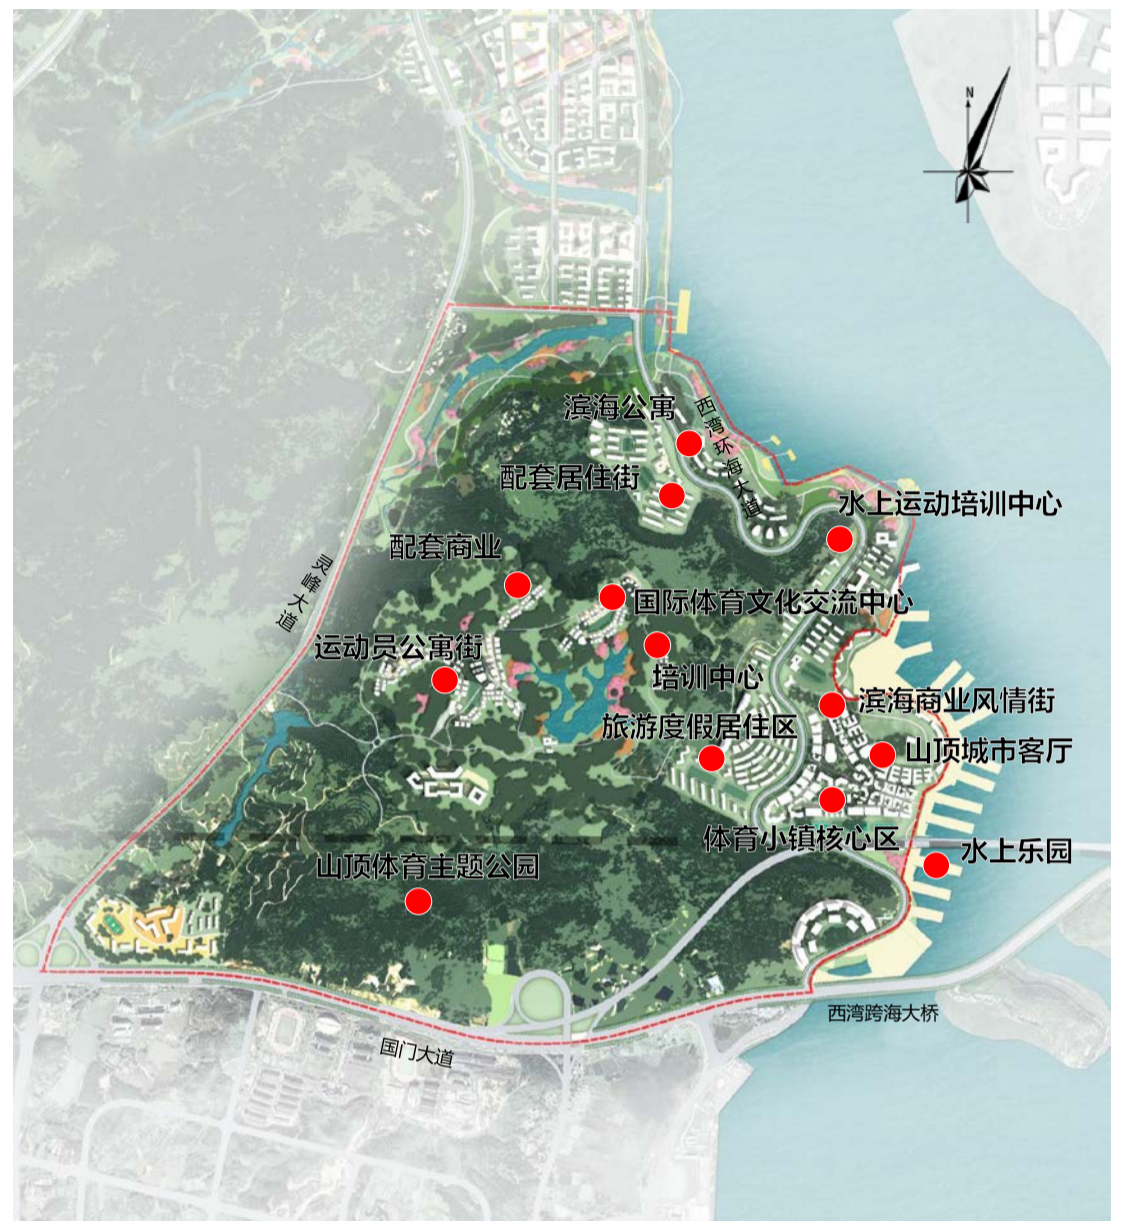 N
滨海公寓
西湾环海大道
配套居住街
水上运动培训中心
配套商业
灵峰大道
国际体育文化交流中心
运动员公寓街
培训中心
滨海商业风情街
旅游度假居住区
山顶城市客厅
体育小镇核心区
水上乐园
山顶体育主题公园
西湾跨海大桥
国门大道